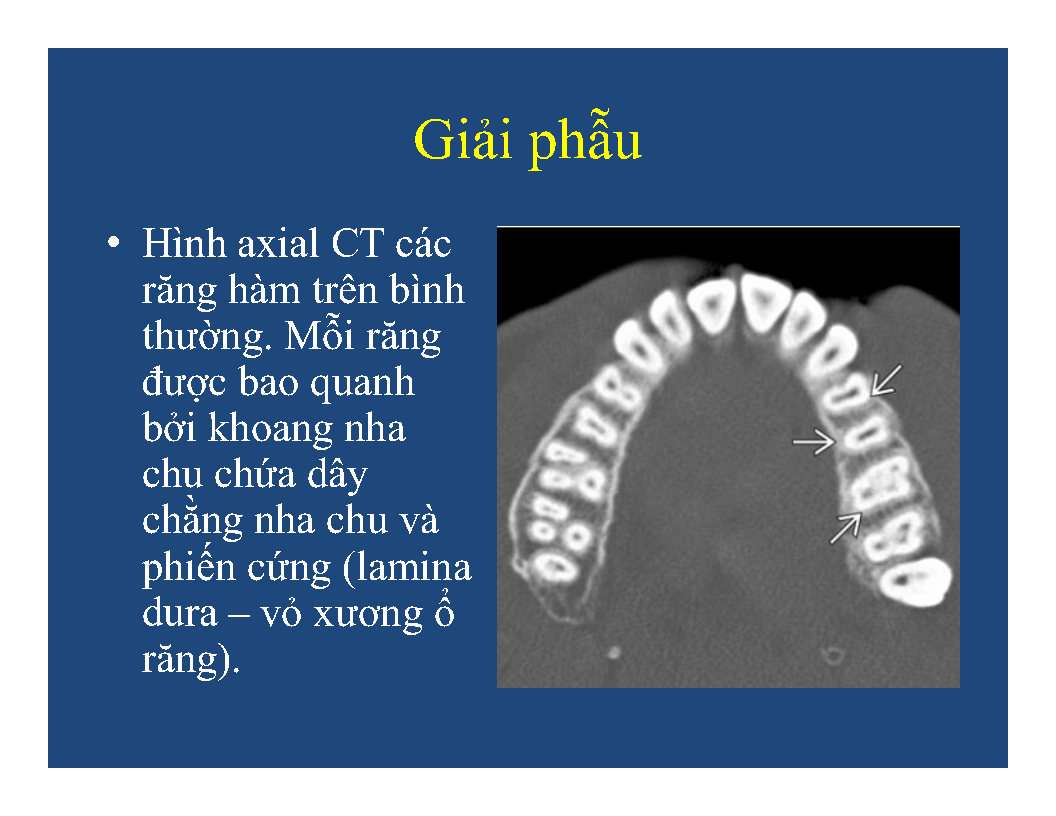 Giải phẫu
• Hình axial CT các
răng hàm trên bình
thường. Mỗi răng
được bao quanh
bởi khoang nha
chu chứa dây
chằng nha chu và
phiến cứng (lamina
dura – vỏ xương ổ
răng).